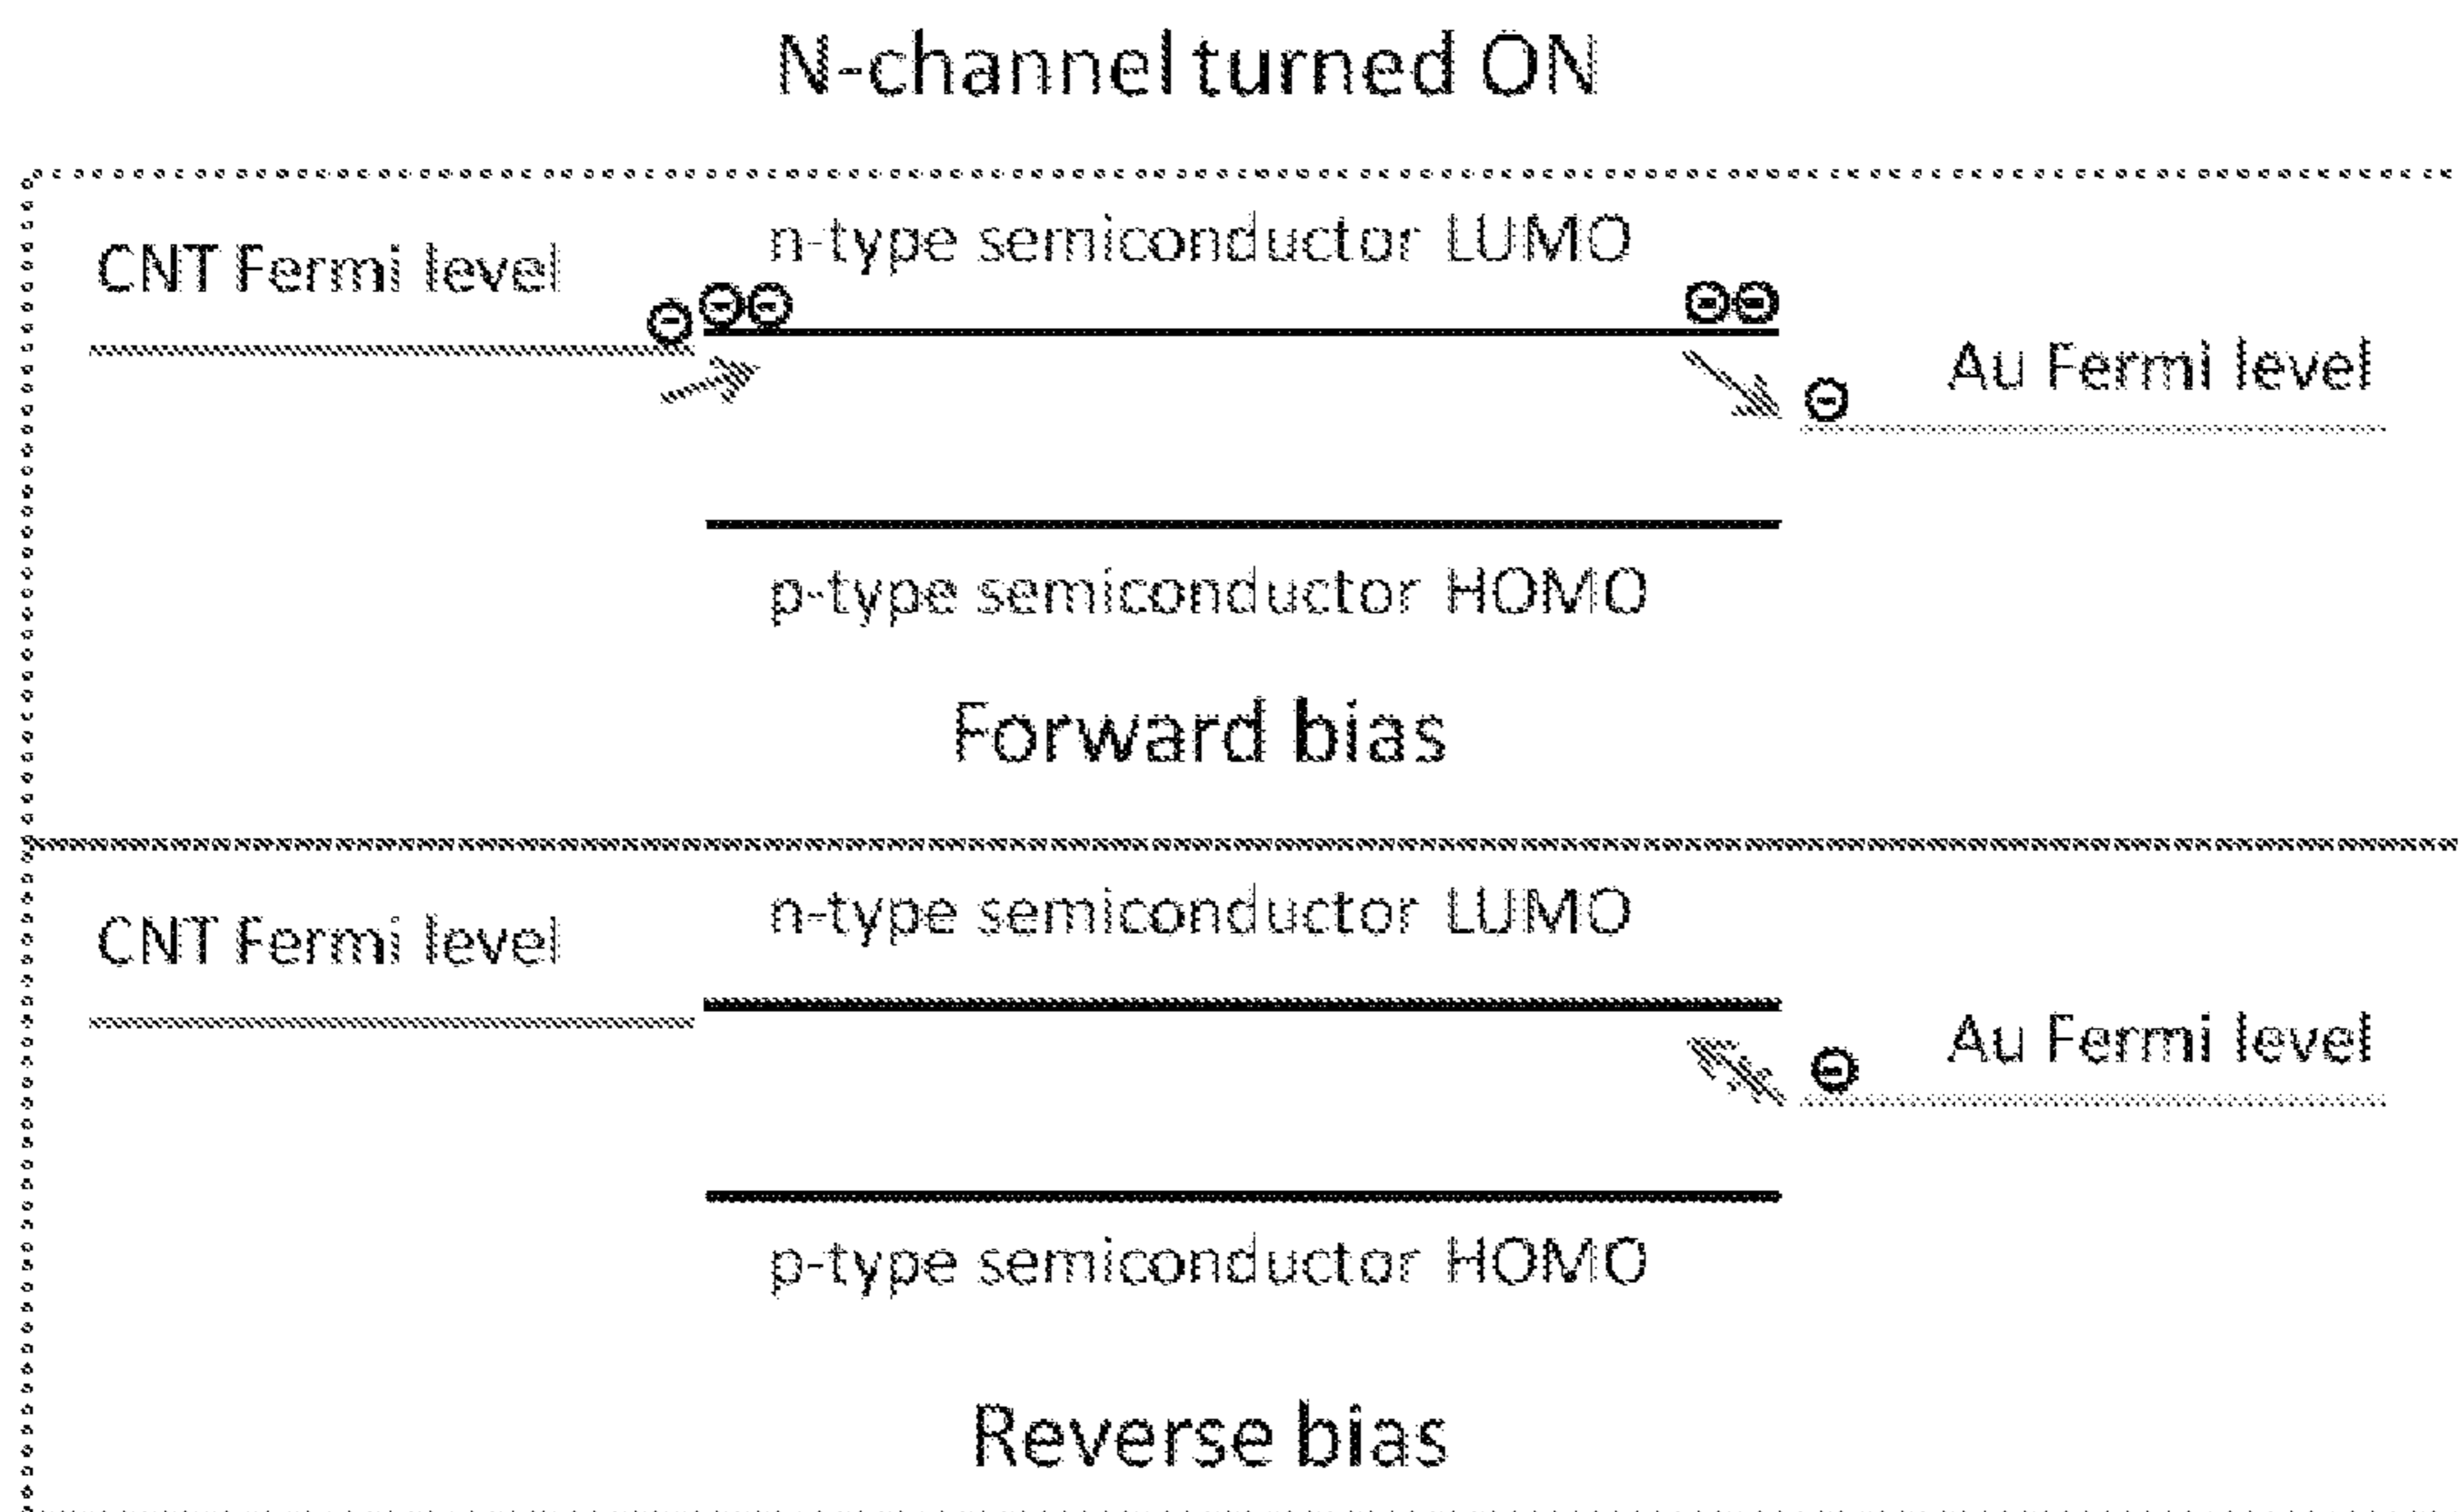 N-channel turned ON
n-type semiconductor LUMO
CNT Fermi level
Au Fermi level
p-type semiconductor HOMO
Forward bias
n-type semiconductor LUMO
CNT Fermi level
Au Fermi level
p-type semiconductor HOMO
Reverse bias